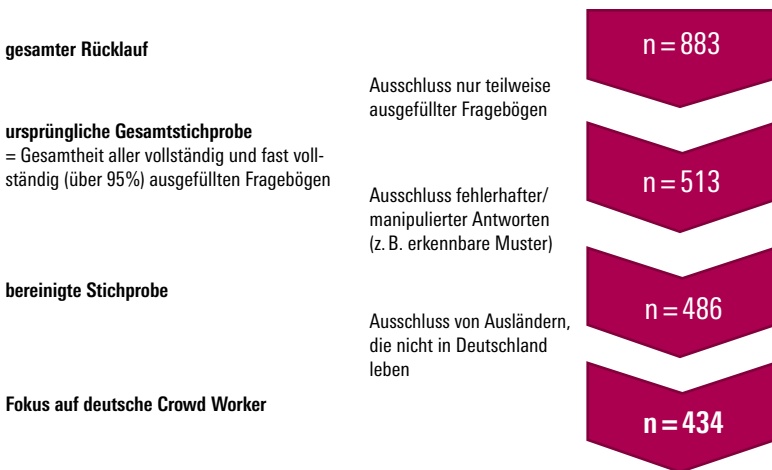 gesamter Rücklauf
n = 883
Ausschluss nur teilweise
ausgefüllter Fragebögen
ursprüngliche Gesamtstichprobe
= Gesamtheit aller vollständig und fast voll-
ständig (über 95%) ausgefüllten Fragebögen
n = 513
Ausschluss fehlerhafter/
manipulierter Antworten
(z. B. erkennbare Muster)
bereinigte Stichprobe
n = 486
Ausschluss von Ausländern,
die nicht in Deutschland
leben
Fokus auf deutsche Crowd Worker
n = 434